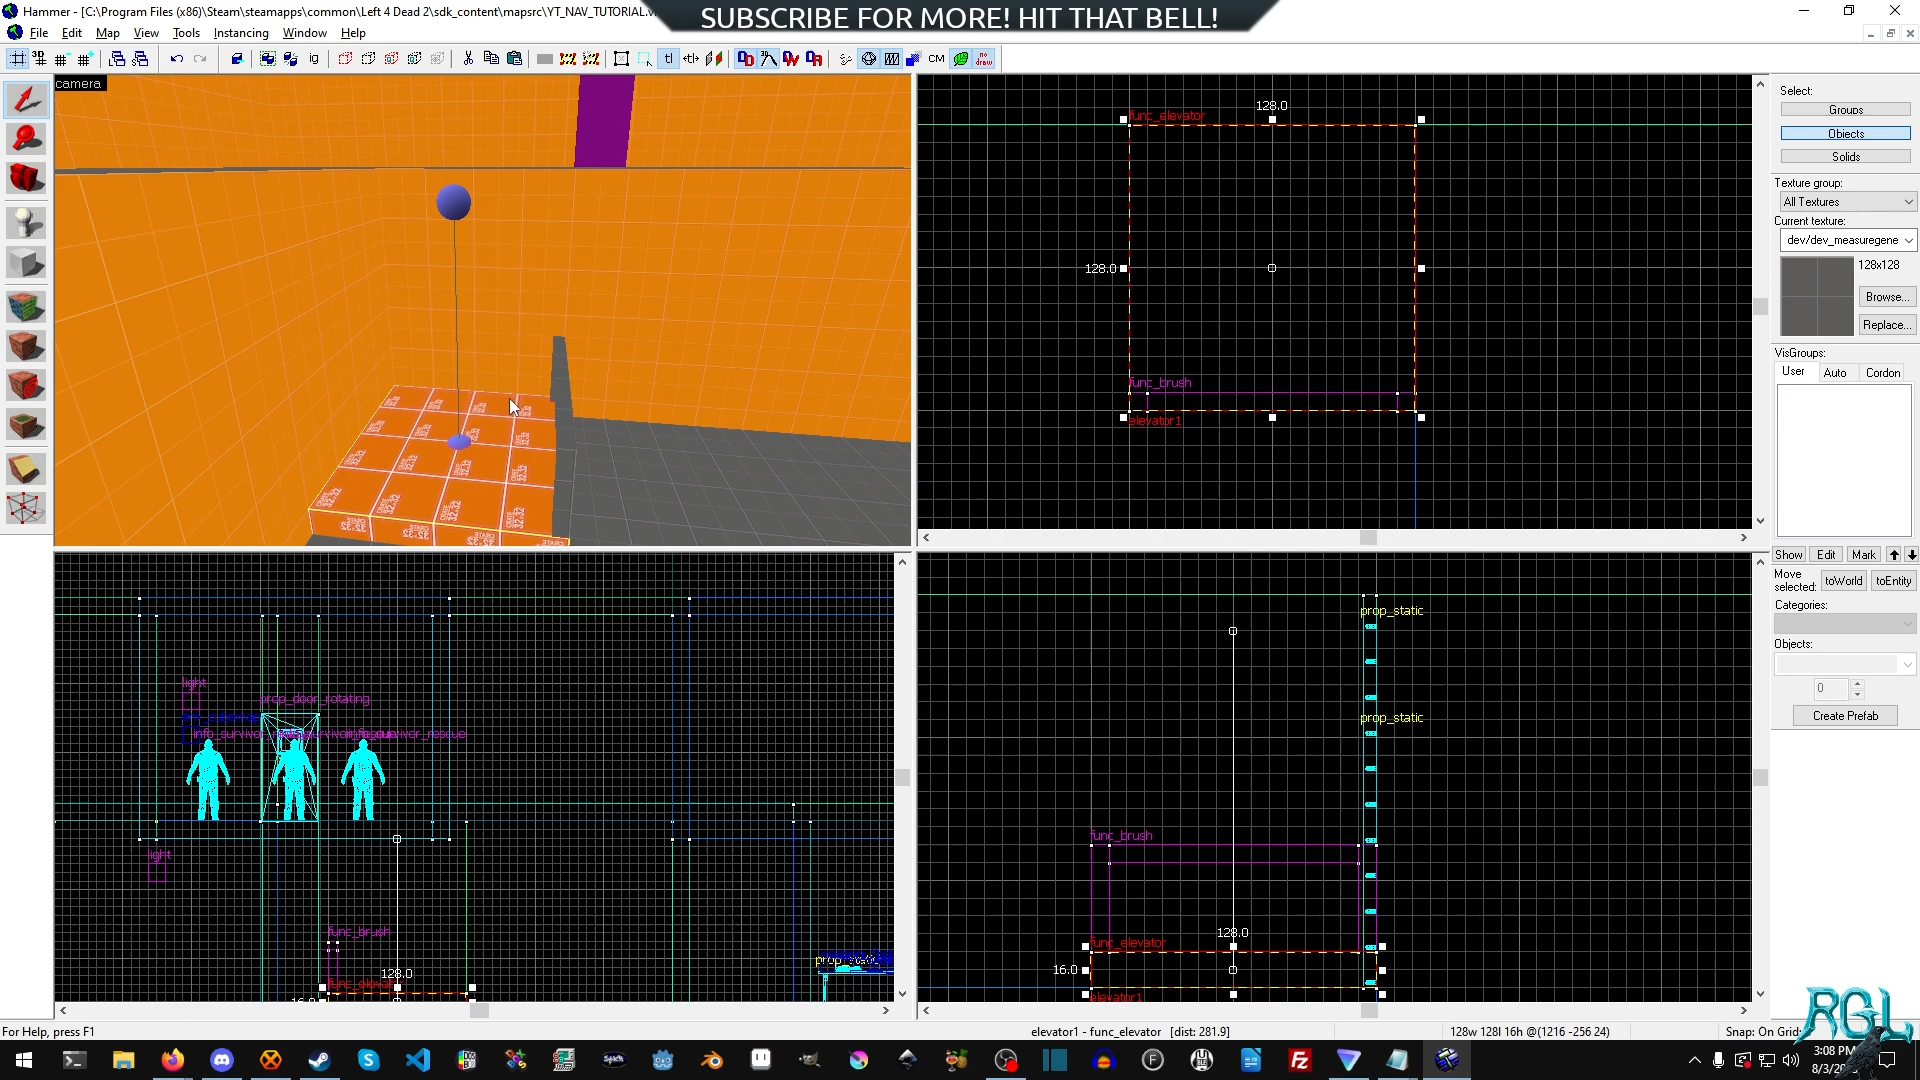 Hammer - [C:\Program Files (x86)\Steam\steamapps\common\Left 4 Dead 2\sdk_content\mapsrc\YT_NAV_TUTORIAL.v
SUBSCRIBE FOR MORE! HIT THAT BELL!
File Edit Map View Tools Instancing Window Help
camera
128.0
func_elevator
128.0
func_brush
elevator1
Select:
Groups
Objects
Solids
Texture group:
All Textures
Current texture:
dev/dev_measuregene
128x128
Browse...
Replace...
VisGroups:
User Auto Cordon
Show Edit Mark
Move selected: toWorld toEntity
Categories:
Objects:
0
Create Prefab
light
prop_door_rotating
light
func_brush
128.0
prop_static
prop_static
func_brush
128.0
func_elevator
16.0
elevator1
For Help, press F1
elevator1 - func_elevator [dist: 281.9]
128w 128l 16h @(1216 -256 24)
Snap: On Grid:
RGL
3:08 PM
8/3/20